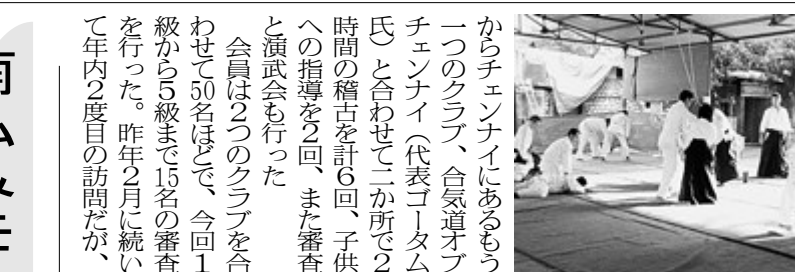 からチェンナイにあるもう
一つのクラブ、合気道オブ
チェンナイ（代表ゴータム
氏）と合わせて二か所で２
時間の稽古を計６回、子供
への指導を２回、また審査
と演武会も行った
会員は２つのクラブを合
わせて50名ほどで、今回１
級から５級まで15名の審査
を行った。昨年２月に続い
て年内２度目の訪問だが、